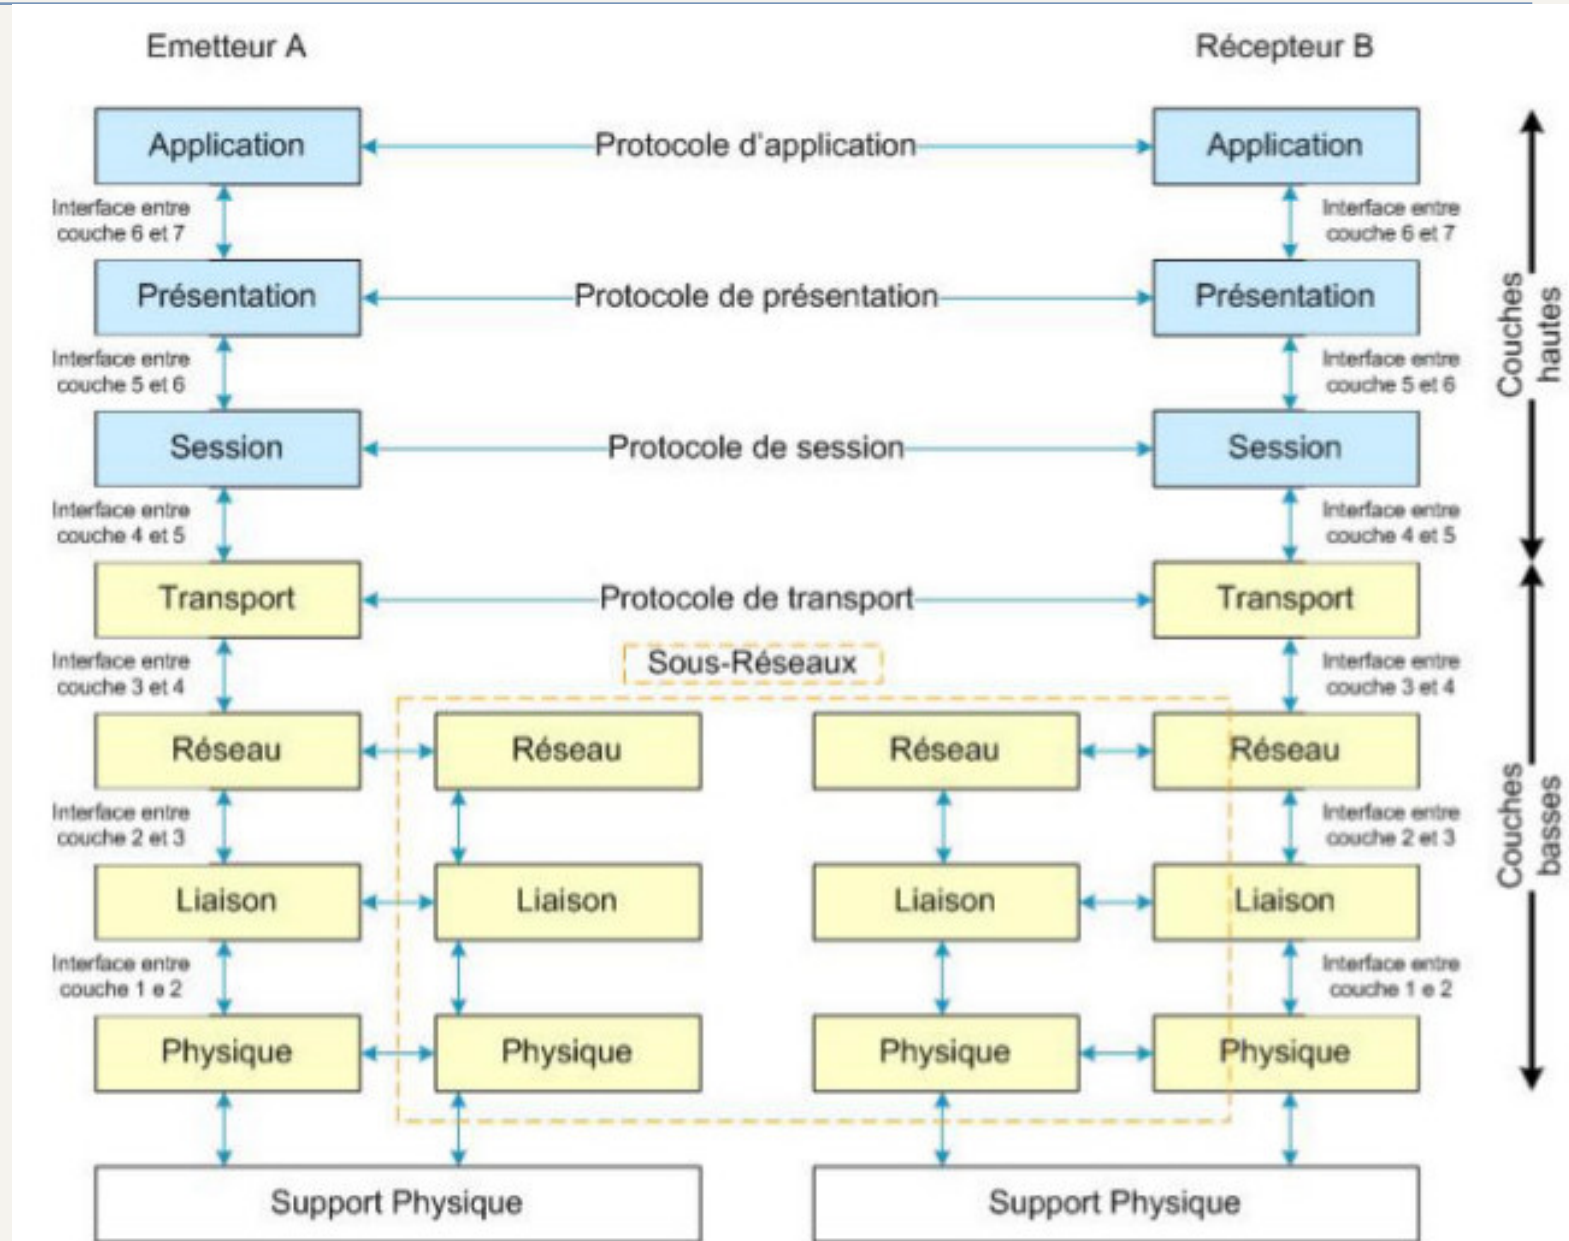 Emetteur A
Récepteur B
Application
Protocole d'application
Application
Interface entre
couche 6 et 7
Interface entre
couche 6 et 7
Présentation
Protocole de présentation
Présentation
Interface entre
couche 5 et 6
Interface entre
couche 5 et 6
Couches
hautes
Session
Protocole de session
Session
Interface entre
couche 4 et 5
Interface entre
couche 4 et 5
Transport
Protocole de transport
Transport
Interface entre
couche 3 et 4
Sous-Réseaux
Interface entre
couche 3 et 4
Réseau
Réseau
Réseau
Réseau
Interface entre
couche 2 et 3
Interface entre
couche 2 et 3
Couches
basses
Liaison
Liaison
Liaison
Liaison
Interface entre
couche 1 e 2
Interface entre
couche 1 e 2
Physique
Physique
Physique
Physique
Support Physique
Support Physique